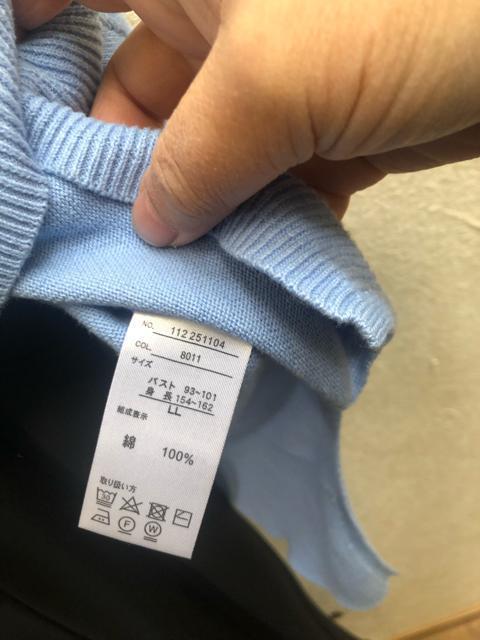 NO. 112 251104
COL. 8011
サイズ
バスト 93~101
身 長 154~162
LL
組成表示
綿 100%
取り扱い方
30
F W